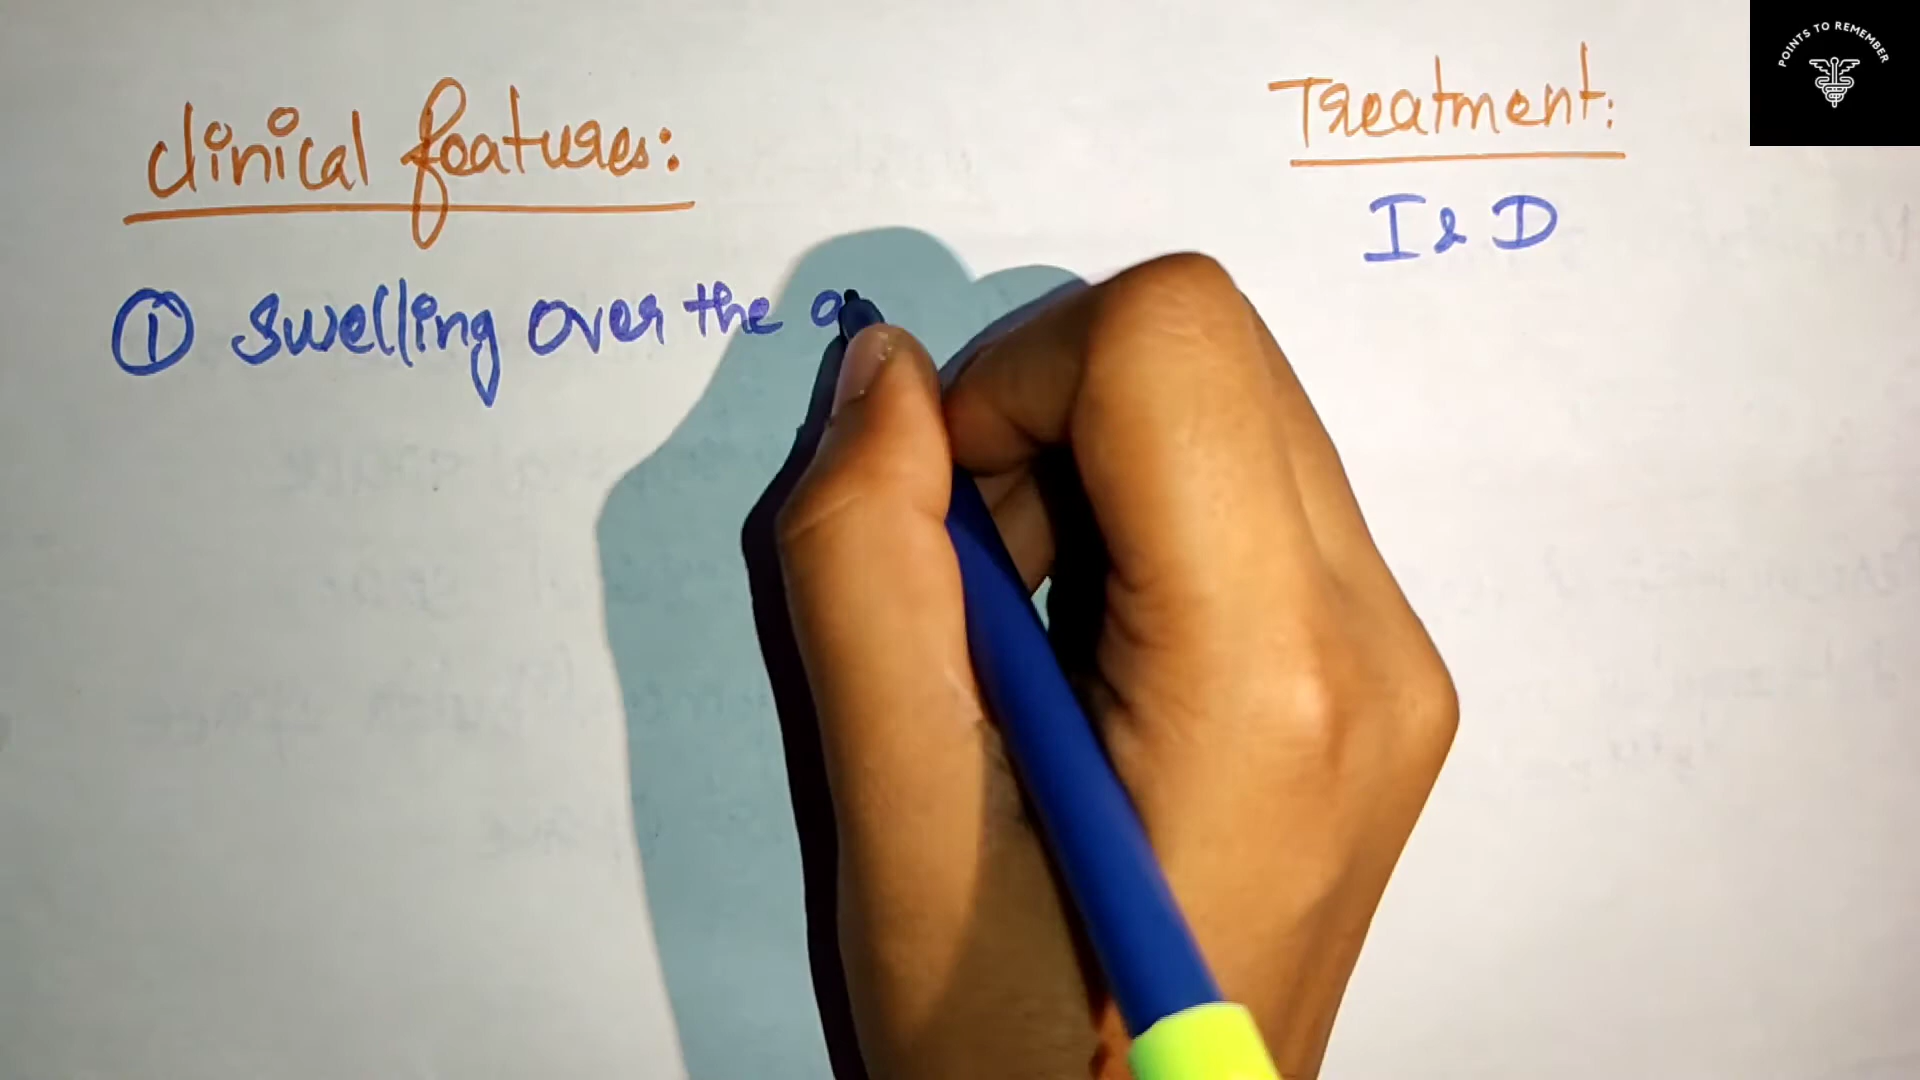 Clinical features:
① Swelling over the a
Treatment:
I & D
POINTS TO REMEMBER